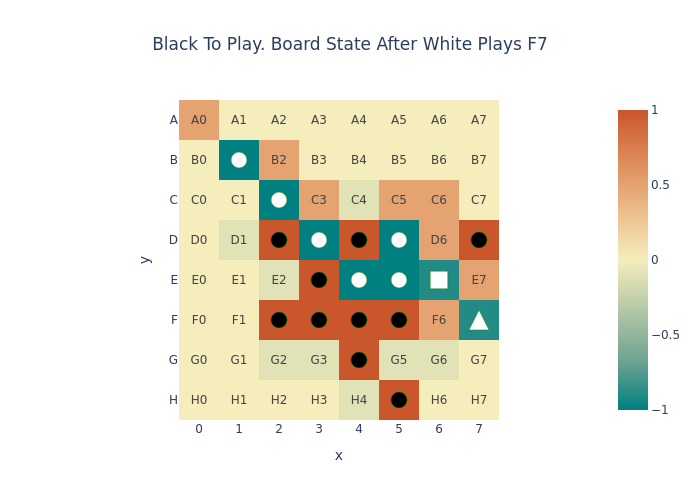 Black To Play. Board State After White Plays F7
A A0 A1 A2 A3 A4 A5 A6 A7
B B0 B2 B3 B4 B5 B6 B7
C C0 C1 C3 C4 C5 C6 C7
D D0 D1 D6
E E0 E1 E2 E7
F F0 F1 F6
G G0 G1 G2 G3 G5 G6 G7
H H0 H1 H2 H3 H4 H6 H7
0 1 2 3 4 5 6 7
x
y
1
0.5
0
−0.5
−1